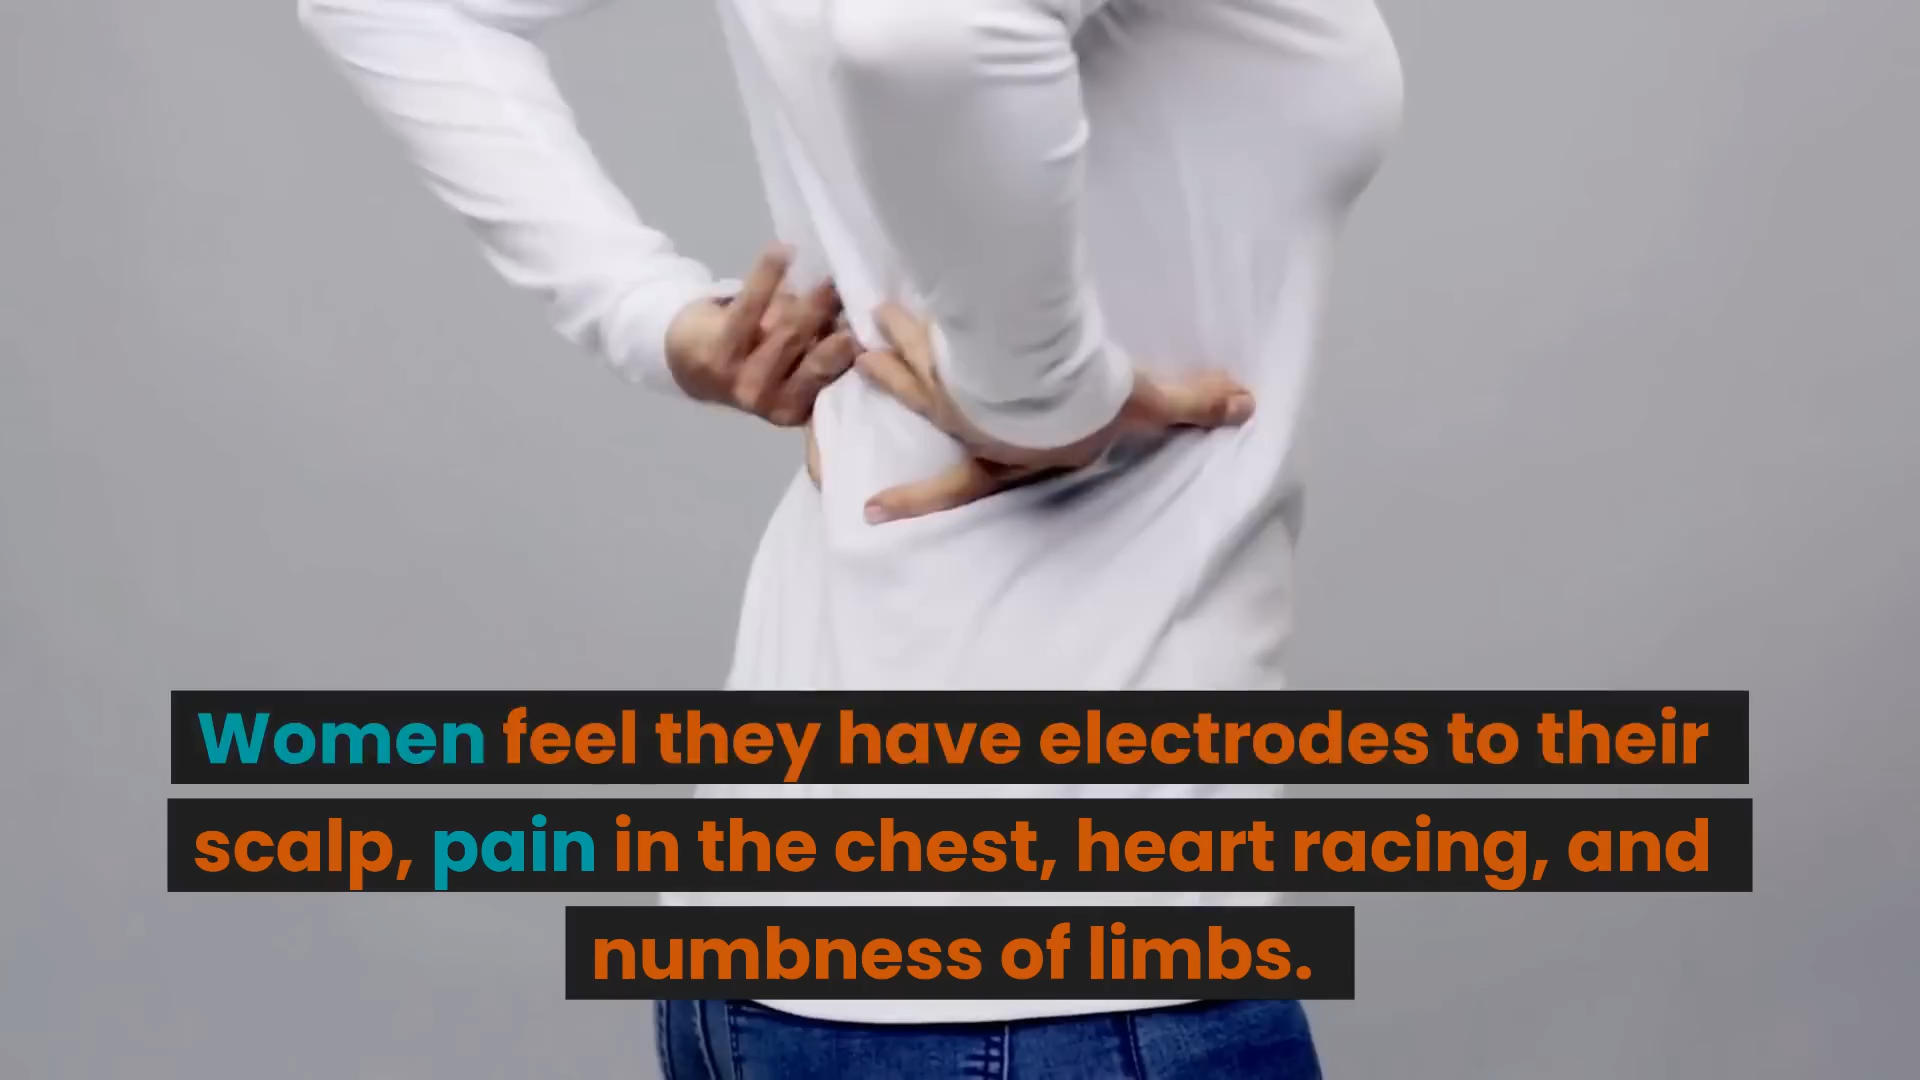 Women feel they have electrodes to their
scalp, pain in the chest, heart racing, and
numbness of limbs.